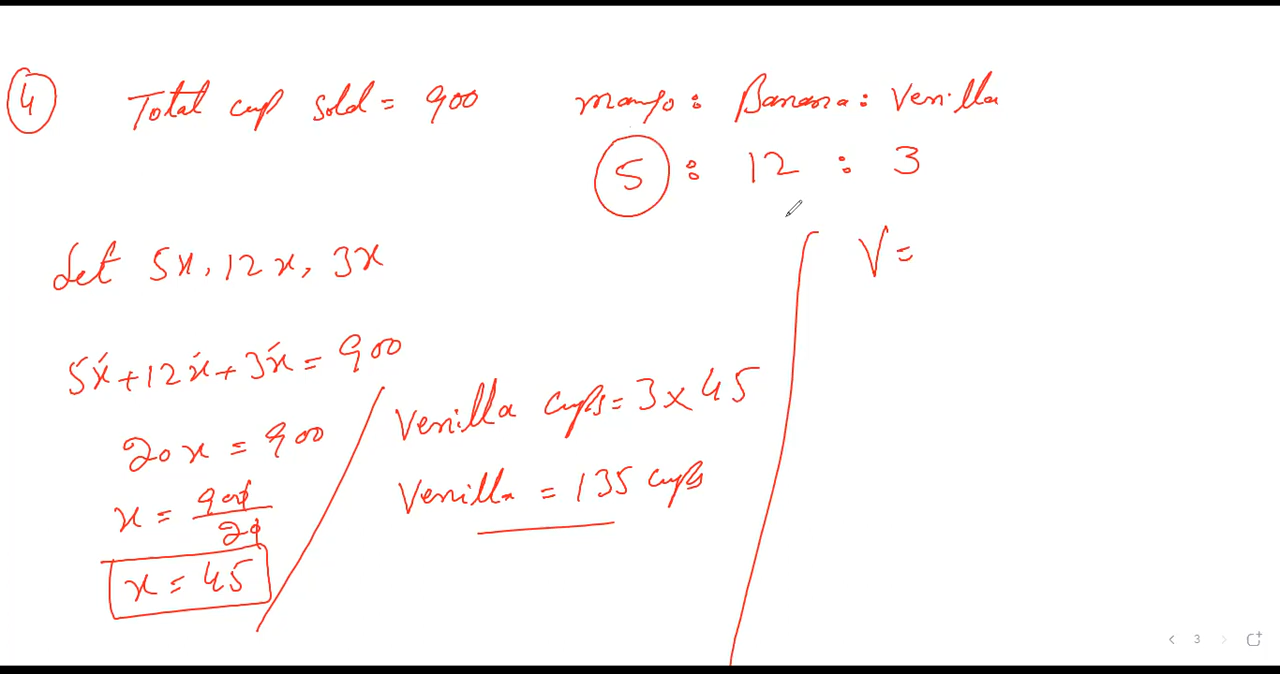 4 Total cup sold = 900 mango : Banana : Venilla
5 : 12 : 3
Let 5x, 12x, 3x
V =
5x + 12x + 3x = 900
20x = 900
x = 900/20
x = 45
Venilla cups = 3 x 45
Venilla = 135 cups
3